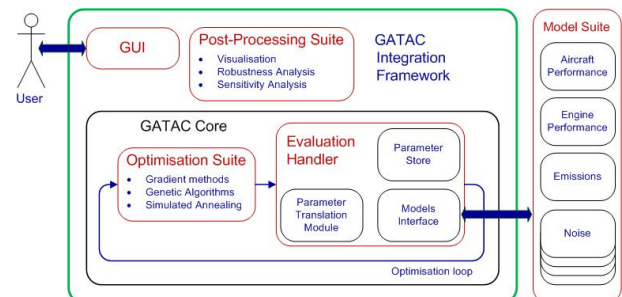 User
GUI
Post-Processing Suite
• Visualisation
• Robustness Analysis
• Sensitivity Analysis
GATAC
Integration
Framework
GATAC Core
Optimisation Suite
• Gradient methods
• Genetic Algorithms
• Simulated Annealing
Evaluation
Handler
Parameter
Store
Parameter
Translation
Module
Models
Interface
Optimisation loop
Model Suite
Aircraft
Performance
Engine
Performance
Emissions
Noise